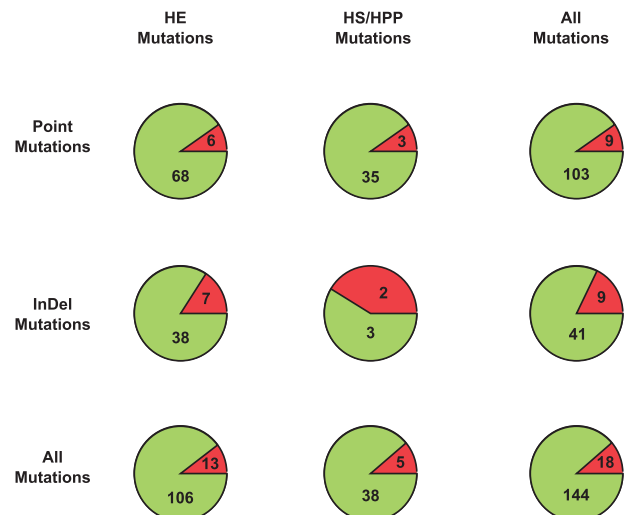 HE
Mutations
HS/HPP
Mutations
All
Mutations
Point
Mutations
6
68
3
35
9
103
InDel
Mutations
7
38
2
3
9
41
All
Mutations
13
106
5
38
18
144